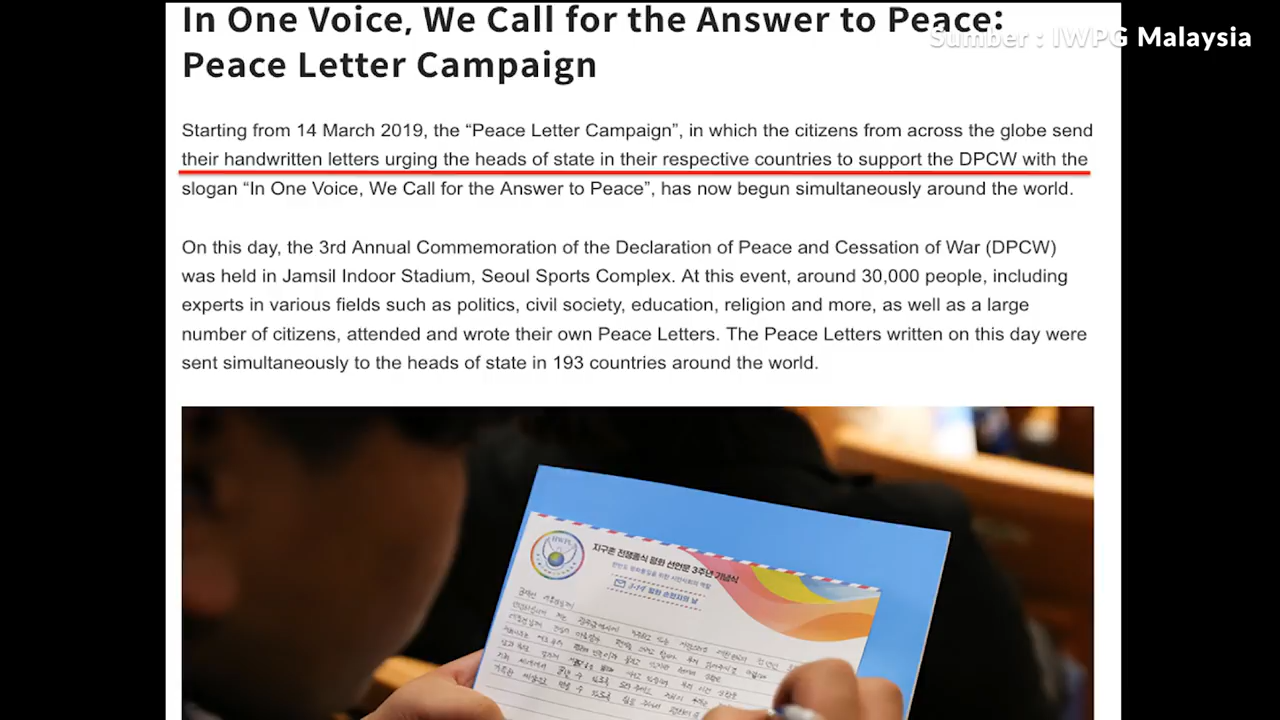 In One Voice, We Call for the Answer to Peace:
Sumber : IWPG Malaysia
Peace Letter Campaign
Starting from 14 March 2019, the “Peace Letter Campaign”, in which the citizens from across the globe send
their handwritten letters urging the heads of state in their respective countries to support the DPCW with the
slogan “In One Voice, We Call for the Answer to Peace”, has now begun simultaneously around the world.
On this day, the 3rd Annual Commemoration of the Declaration of Peace and Cessation of War (DPCW)
was held in Jamsil Indoor Stadium, Seoul Sports Complex. At this event, around 30,000 people, including
experts in various fields such as politics, civil society, education, religion and more, as well as a large
number of citizens, attended and wrote their own Peace Letters. The Peace Letters written on this day were
sent simultaneously to the heads of state in 193 countries around the world.
HWPL
지구촌 전쟁종식 평화 선언문 3주년 기념식